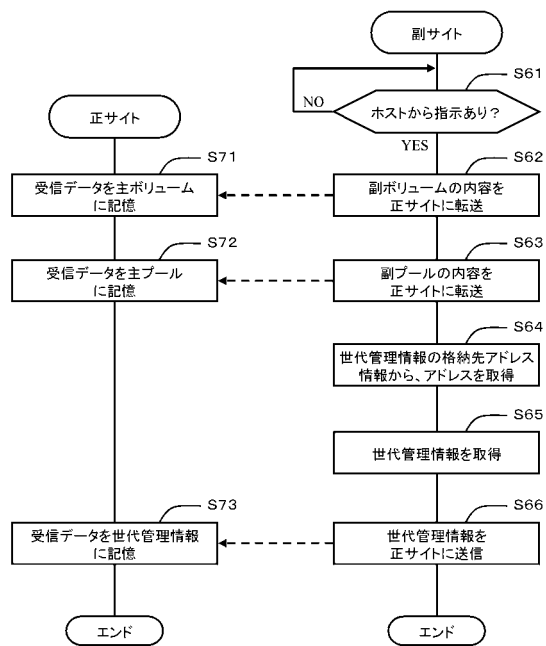 副サイト
S61
ホストから指示あり?
NO
YES
正サイト
S71
受信データを主ボリューム
に記憶
S62
副ボリュームの内容を
正サイトに転送
S72
受信データを主プール
に記憶
S63
副プールの内容を
正サイトに転送
S64
世代管理情報の格納先アドレス
情報から、アドレスを取得
S65
世代管理情報を取得
S73
受信データを世代管理情報
に記憶
S66
世代管理情報を
正サイトに送信
エンド
エンド